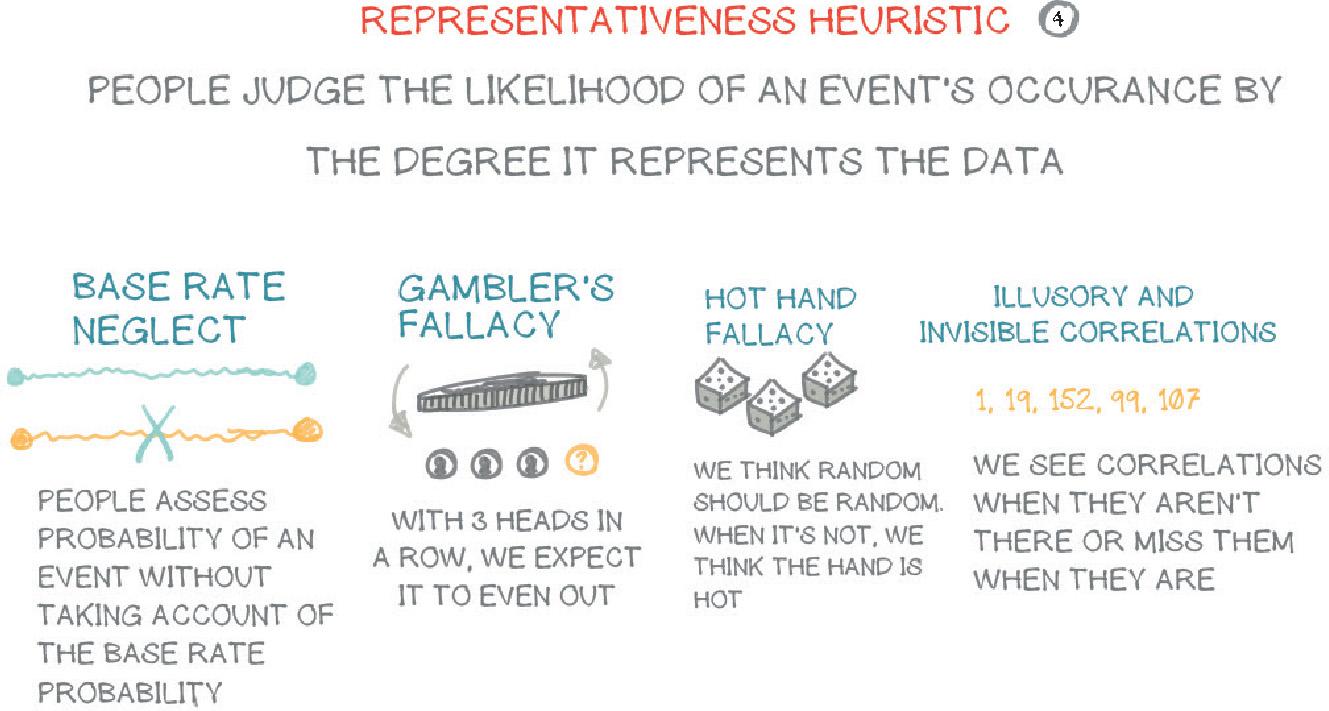 REPRESENTATIVENESS HEURISTIC 4
PEOPLE JUDGE THE LIKELIHOOD OF AN EVENT'S OCCURANCE BY
THE DEGREE IT REPRESENTS THE DATA
BASE RATE
NEGLECT
PEOPLE ASSESS
PROBABILITY OF AN
EVENT WITHOUT
TAKING ACCOUNT OF
THE BASE RATE
PROBABILITY
GAMBLER'S
FALLACY
?
WITH 3 HEADS IN
A ROW, WE EXPECT
IT TO EVEN OUT
HOT HAND
FALLACY
WE THINK RANDOM
SHOULD BE RANDOM.
WHEN IT'S NOT, WE
THINK THE HAND IS
HOT
ILLUSORY AND
INVISIBLE CORRELATIONS
1, 19, 152, 99, 107
WE SEE CORRELATIONS
WHEN THEY AREN'T
THERE OR MISS THEM
WHEN THEY ARE